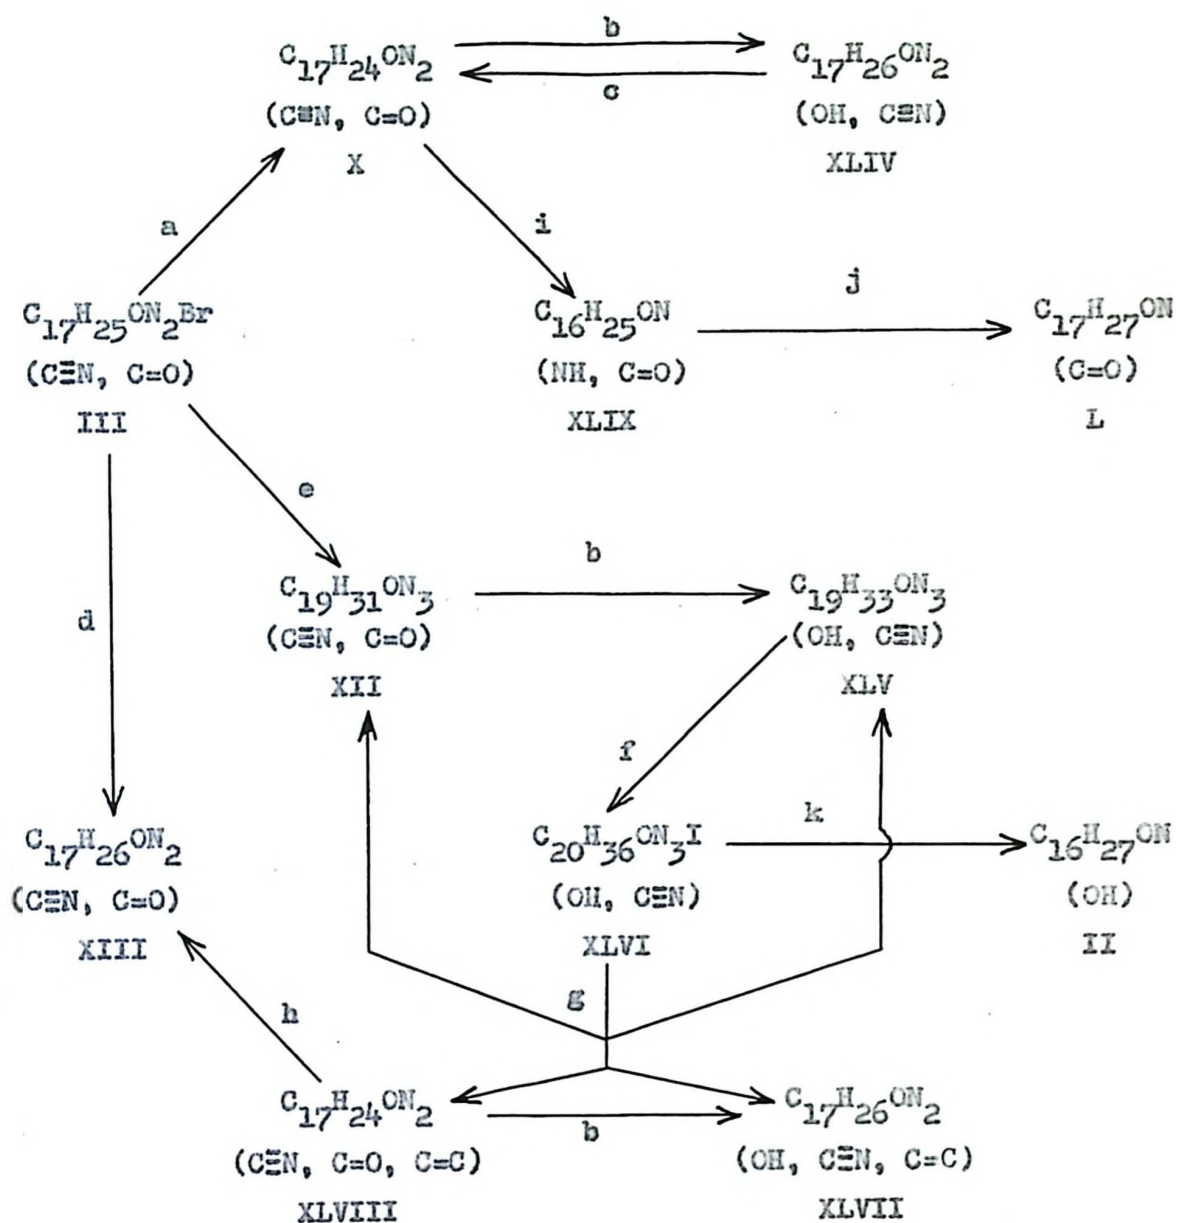 b
C17H24ON2
C17H26ON2
c
(C≡N, C=O)
(OH, C≡N)
X
XLIV
a
i
j
C17H25ON2Br
C16H25ON
C17H27ON
(C≡N, C=O)
(NH, C=O)
(C=O)
III
XLIX
L
e
b
C19H31ON3
C19H33ON3
d
(C≡N, C=O)
(OH, C≡N)
XII
XLV
f
k
C17H26ON2
C20H36ON3I
C16H27ON
(C≡N, C=O)
(OH, C≡N)
(OH)
XIII
XLVI
II
g
h
C17H24ON2
C17H26ON2
b
(C≡N, C=O, C=C)
(OH, C≡N, C=C)
XLVIII
XLVII